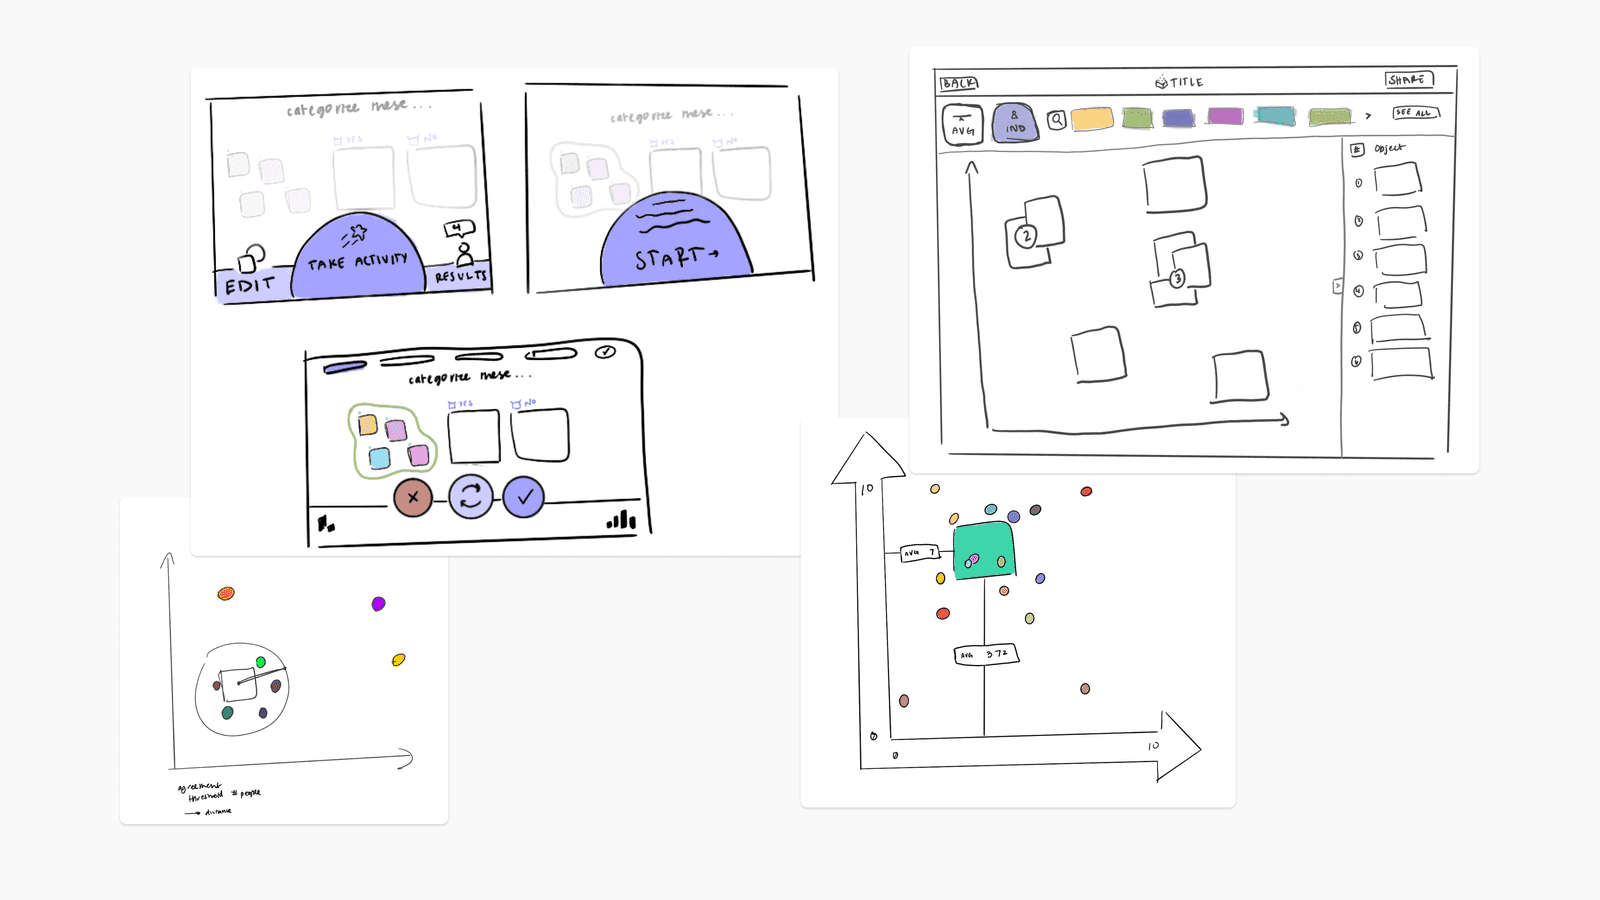 categorize these...
YES
NO
TAKE ACTIVITY
4
EDIT
RESULTS
categorize these...
YES
NO
START →
categorize these...
YES
NO
BACK
TITLE
SHARE
x̄
AVG
8
IND
>
SEE ALL
# Object
1
2
3
4
5
6
2
3
>
agreement
threshold # people
→ distance
10
AVG 7
AVG 3.72
0
0
10